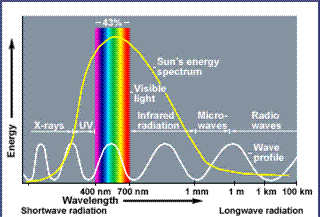 43%
Sun's energy
spectrum
Visible
light
X-rays
UV
Infrared
radiation
Micro-
waves
Radio
waves
Wave
profile
Energy
400 nm 700 nm 1 mm 1 m 1 km 100 km
Wavelength
Shortwave radiation
Longwave radiation